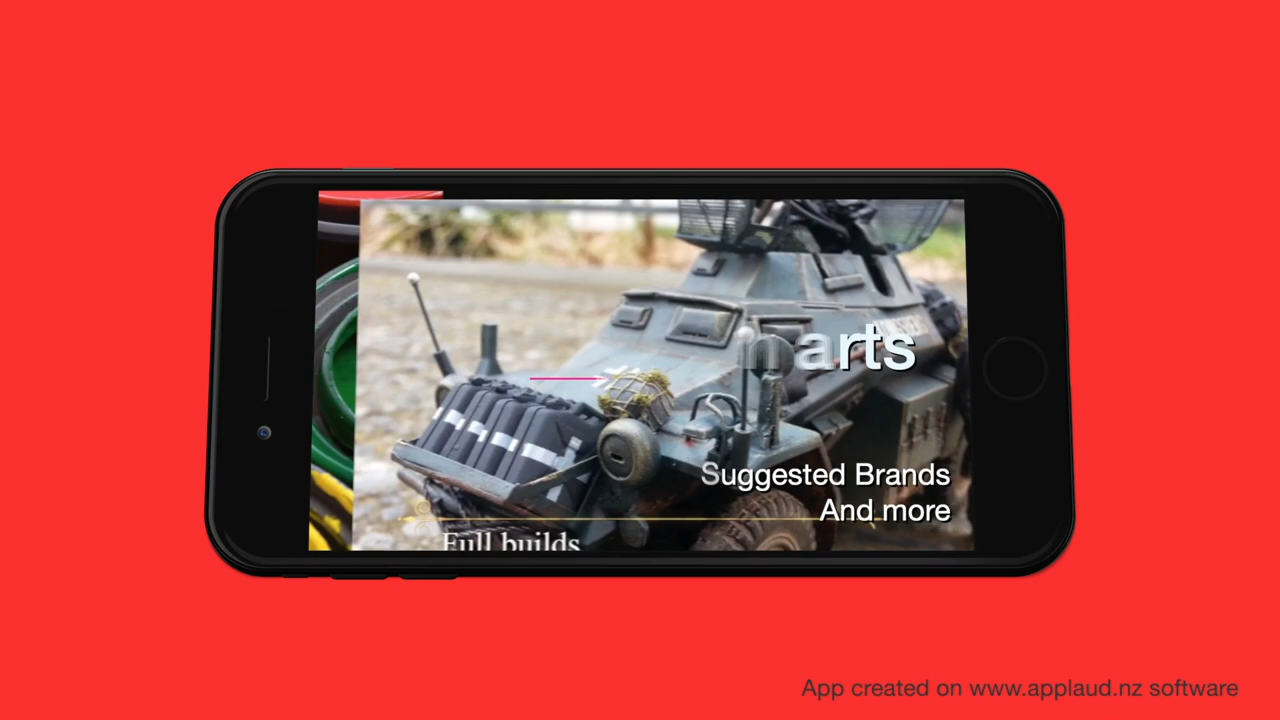 arts
Suggested Brands
And more
Full builds
App created on www.applaud.nz software